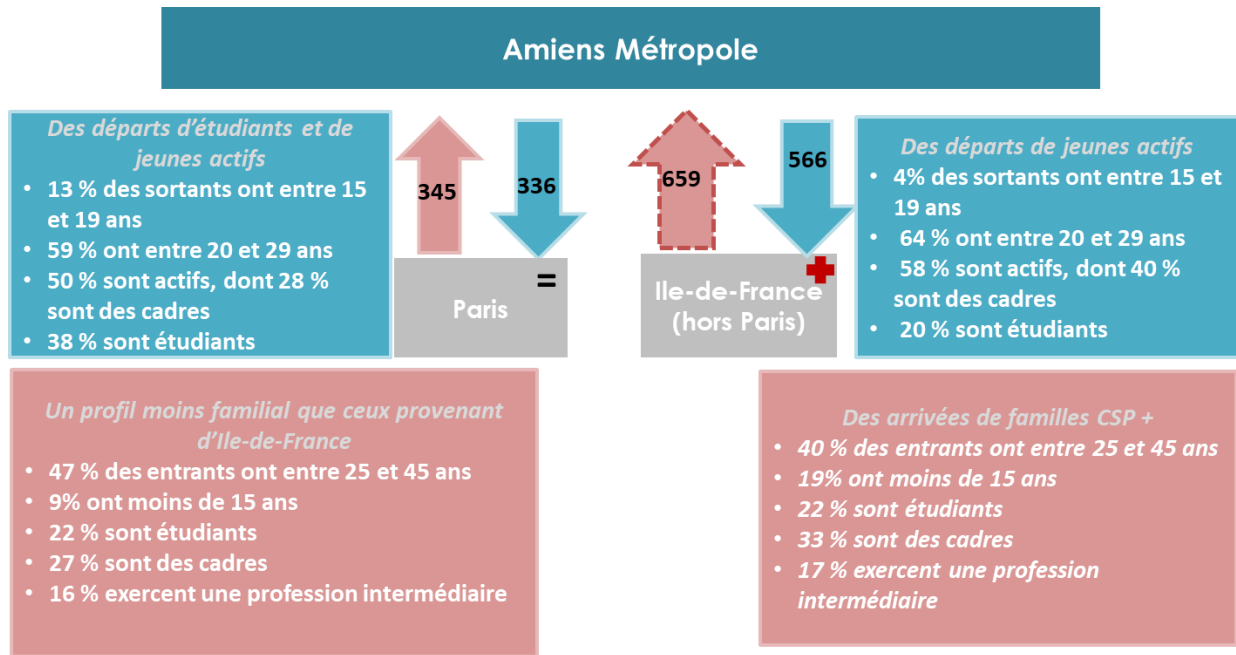 Amiens Métropole
Des départs d'étudiants et de
jeunes actifs
• 13 % des sortants ont entre 15
et 19 ans
• 59 % ont entre 20 et 29 ans
• 50 % sont actifs, dont 28 %
sont des cadres
• 38 % sont étudiants
345
336
=
Paris
659
566
Ile-de-France
(hors Paris)
Des départs de jeunes actifs
• 4% des sortants ont entre 15 et
19 ans
• 64 % ont entre 20 et 29 ans
• 58 % sont actifs, dont 40 %
sont des cadres
• 20 % sont étudiants
Un profil moins familial que ceux provenant
d'Ile-de-France
• 47 % des entrants ont entre 25 et 45 ans
• 9% ont moins de 15 ans
• 22 % sont étudiants
• 27 % sont des cadres
• 16 % exercent une profession intermédiaire
Des arrivées de familles CSP +
• 40 % des entrants ont entre 25 et 45 ans
• 19% ont moins de 15 ans
• 22 % sont étudiants
• 33 % sont des cadres
• 17 % exercent une profession
intermédiaire